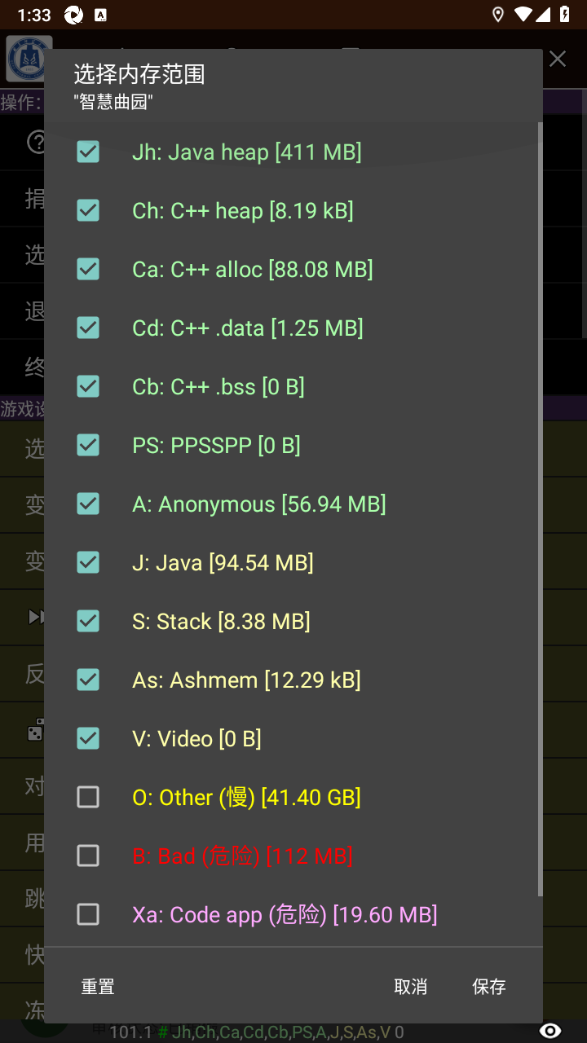 1:33
A
选择内存范围
"智慧曲园"
操作:
Jh: Java heap [411 MB]
捐
Ch: C++ heap [8.19 kB]
选
Ca: C++ alloc [88.08 MB]
退
Cd: C++ .data [1.25 MB]
终
Cb: C++ .bss [0 B]
游戏设
选
PS: PPSSPP [0 B]
变
A: Anonymous [56.94 MB]
变
J: Java [94.54 MB]
S: Stack [8.38 MB]
反
As: Ashmem [12.29 kB]
V: Video [0 B]
对
O: Other (慢) [41.40 GB]
用
B: Bad (危险) [112 MB]
跳
Xa: Code app (危险) [19.60 MB]
快
重置
取消
保存
冻
101.1 # Jh,Ch,Ca,Cd,Cb,PS,A,J,S,As,V 0